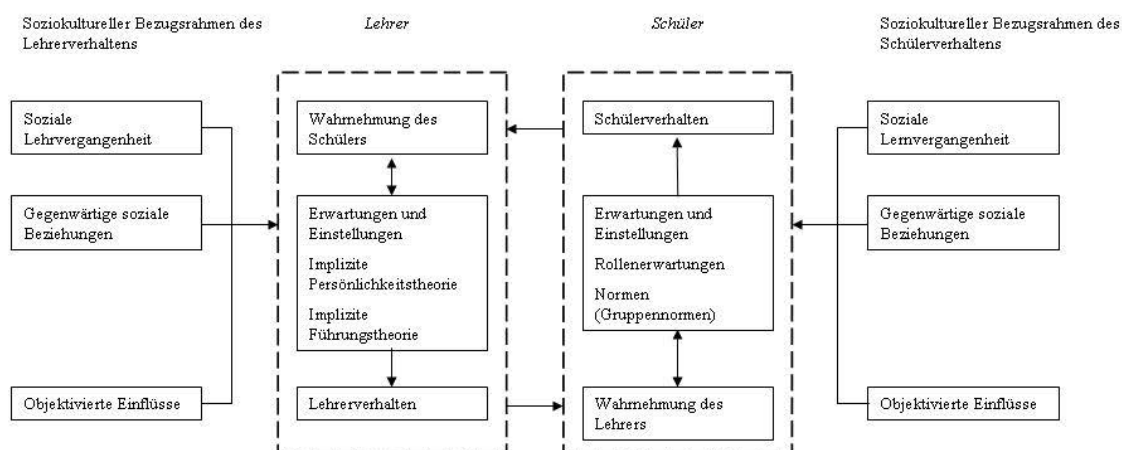 Soziokultureller Bezugsrahmen des
Lehrerverhaltens
Lehrer
Schüler
Soziokultureller Bezugsrahmen des
Schülerverhaltens
Soziale
Lehrvergangenheit
Gegenwärtige soziale
Beziehungen
Objektivierte Einflüsse
Wahrnehmung des
Schülers
Erwartungen und
Einstellungen
Implizite
Persönlichkeitstheorie
Implizite
Führungstheorie
Lehrerverhalten
Schülerverhalten
Erwartungen und
Einstellungen
Rollenerwartungen
Normen
(Gruppennormen)
Wahrnehmung des
Lehrers
Soziale
Lernvergangenheit
Gegenwärtige soziale
Beziehungen
Objektivierte Einflüsse